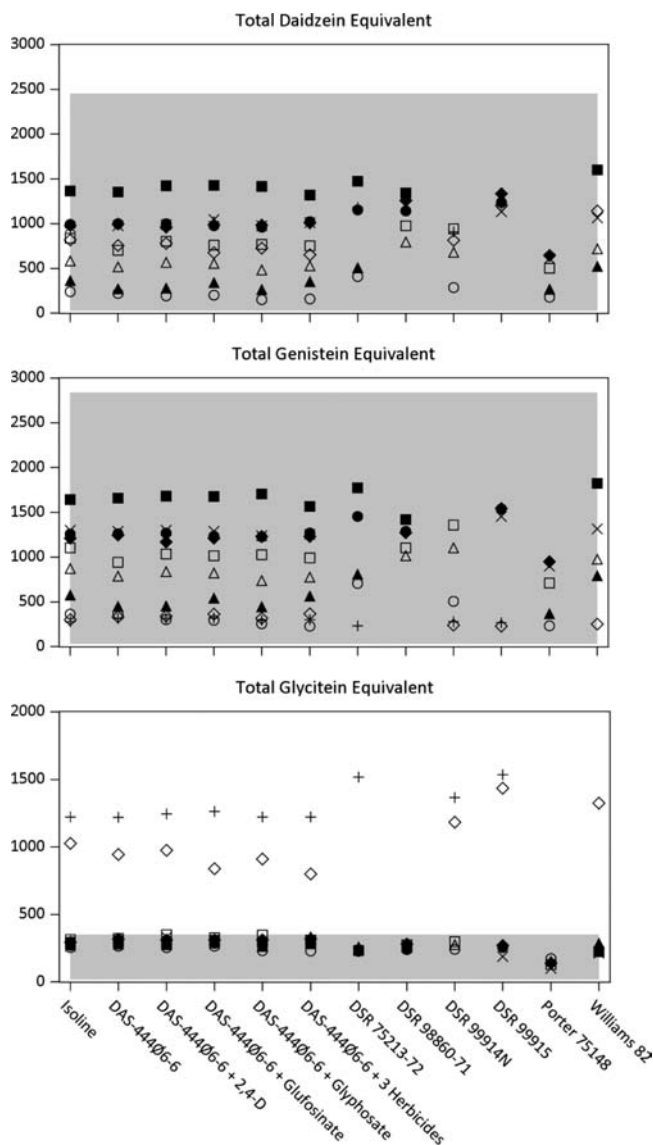 Total Daidzein Equivalent
3000
2500
2000
1500
1000
500
0
Total Genistein Equivalent
3000
2500
2000
1500
1000
500
0
Total Glycitein Equivalent
2000
1500
1000
500
0
Isoline
DAS-444Ø6-6
DAS-444Ø6-6 + 2,4-D
DAS-444Ø6-6 + Glufosinate
DAS-444Ø6-6 + Glyphosate
DAS-444Ø6-6 + 3 Herbicides
DSR 75213-72
DSR 98860-71
DSR 99914N
DSR 99915
Porter 75148
Williams 82